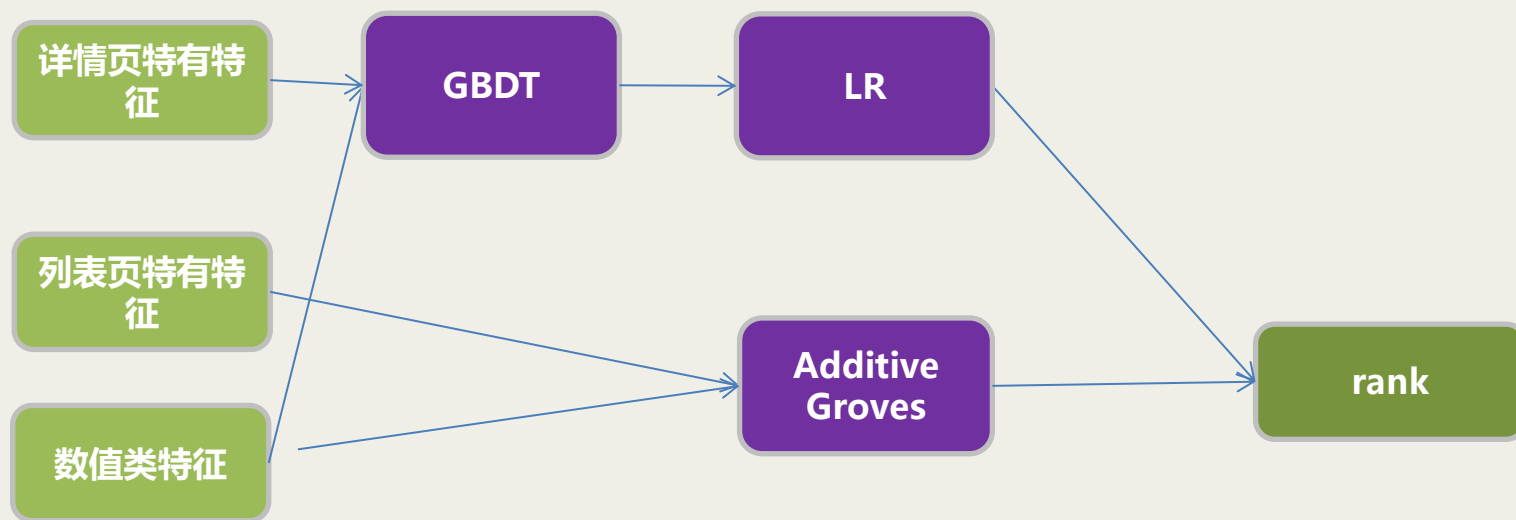 详情页特有特
征
GBDT
LR
列表页特有特
征
Additive
Groves
rank
数值类特征